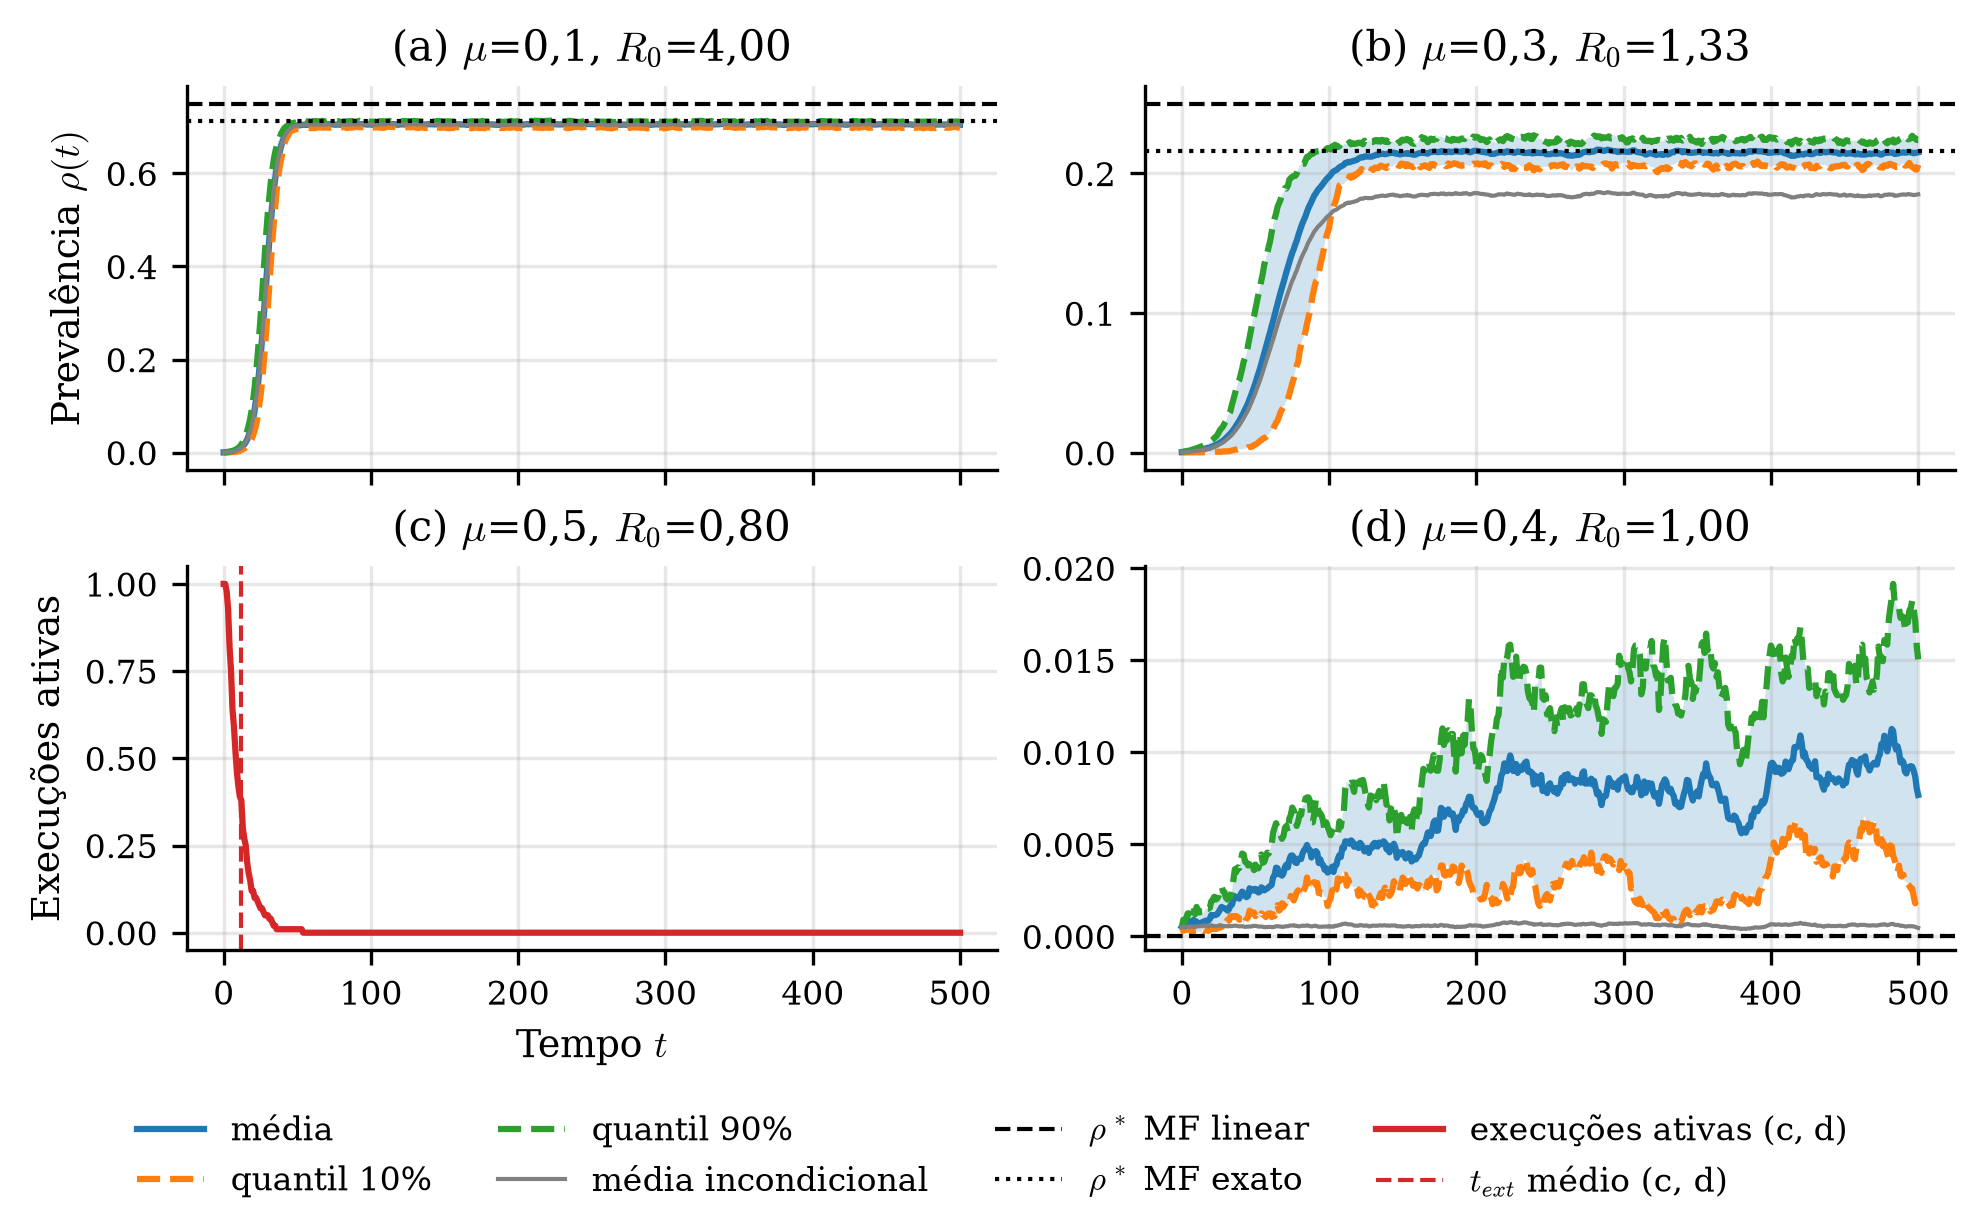 (a) μ=0,1, R₀=4,00
Prevalência ρ(t)
0.6
0.4
0.2
0.0
(b) μ=0,3, R₀=1,33
0.2
0.1
0.0
(c) μ=0,5, R₀=0,80
Execuções ativas
1.00
0.75
0.50
0.25
0.00
0 100 200 300 400 500
Tempo t
(d) μ=0,4, R₀=1,00
0.020
0.015
0.010
0.005
0.000
0 100 200 300 400 500
média
quantil 10%
quantil 90%
média incondicional
ρ* MF linear
ρ* MF exato
execuções ativas (c, d)
t_ext médio (c, d)